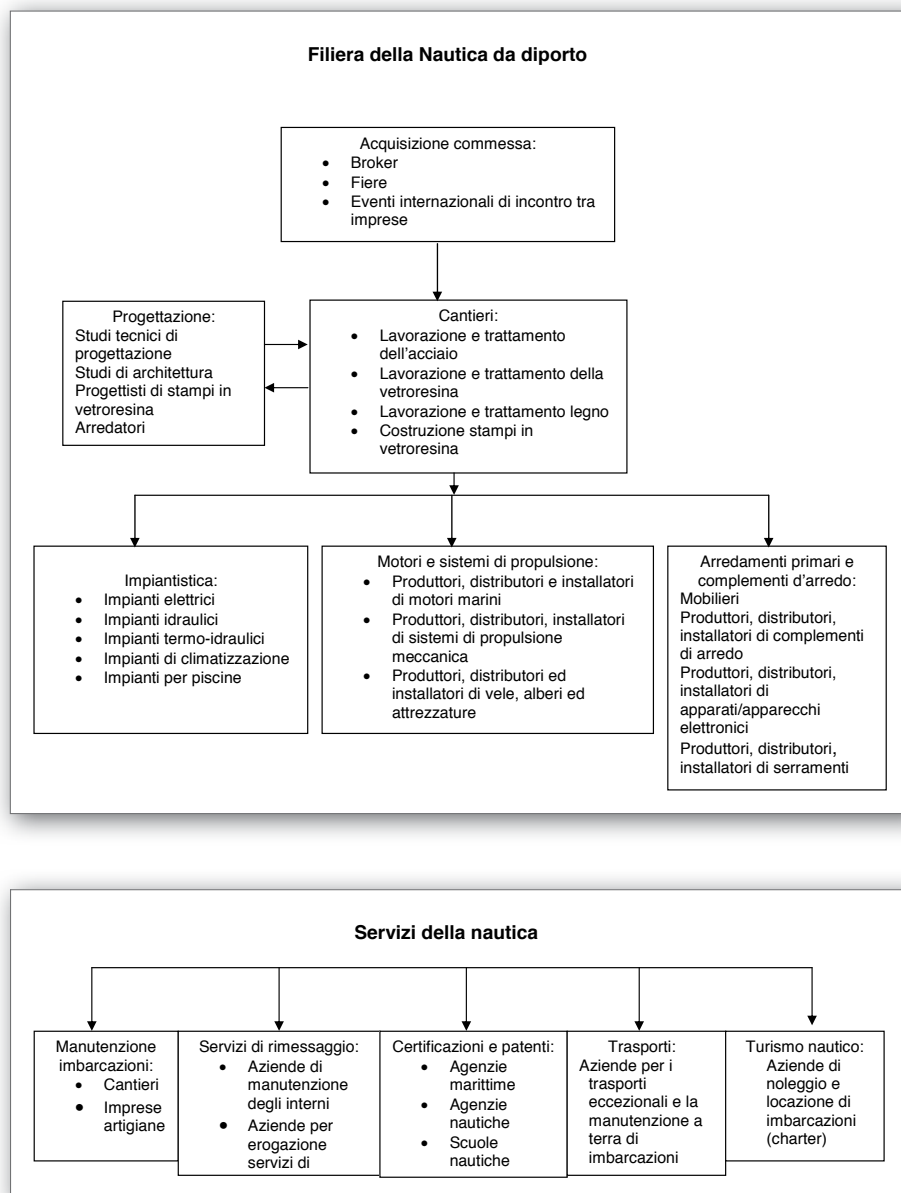 Filiera della Nautica da diporto
Acquisizione commessa:
• Broker
• Fiere
• Eventi internazionali di incontro tra
imprese
Progettazione:
Studi tecnici di
progettazione
Studi di architettura
Progettisti di stampi in
vetroresina
Arredatori
Cantieri:
• Lavorazione e trattamento
dell'acciaio
• Lavorazione e trattamento della
vetroresina
• Lavorazione e trattamento legno
• Costruzione stampi in
vetroresina
Impiantistica:
• Impianti elettrici
• Impianti idraulici
• Impianti termo-idraulici
• Impianti di climatizzazione
• Impianti per piscine
Motori e sistemi di propulsione:
• Produttori, distributori e installatori
di motori marini
• Produttori, distributori, installatori
di sistemi di propulsione
meccanica
• Produttori, distributori ed
installatori di vele, alberi ed
attrezzature
Arredamenti primari e
complementi d'arredo:
Mobilieri
Produttori, distributori,
installatori di complementi
di arredo
Produttori, distributori,
installatori di
apparati/apparecchi
elettronici
Produttori, distributori,
installatori di serramenti
Servizi della nautica
Manutenzione
imbarcazioni:
• Cantieri
• Imprese
artigiane
Servizi di rimessaggio:
• Aziende di
manutenzione
degli interni
• Aziende per
erogazione
servizi di
Certificazioni e patenti:
• Agenzie
marittime
• Agenzie
nautiche
• Scuole
nautiche
Trasporti:
Aziende per i
trasporti
eccezionali e la
manutenzione a
terra di
imbarcazioni
Turismo nautico:
Aziende di
noleggio e
locazione di
imbarcazioni
(charter)